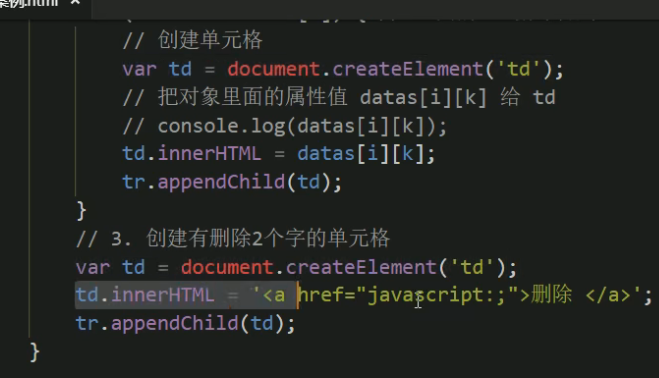 案例.html ×
// 创建单元格
var td = document.createElement('td');
// 把对象里面的属性值 datas[i][k] 给 td
// console.log(datas[i][k]);
td.innerHTML = datas[i][k];
tr.appendChild(td);
}
// 3. 创建有删除2个字的单元格
var td = document.createElement('td');
td.innerHTML = '<a href="javascript:;">删除 </a>';
tr.appendChild(td);
}